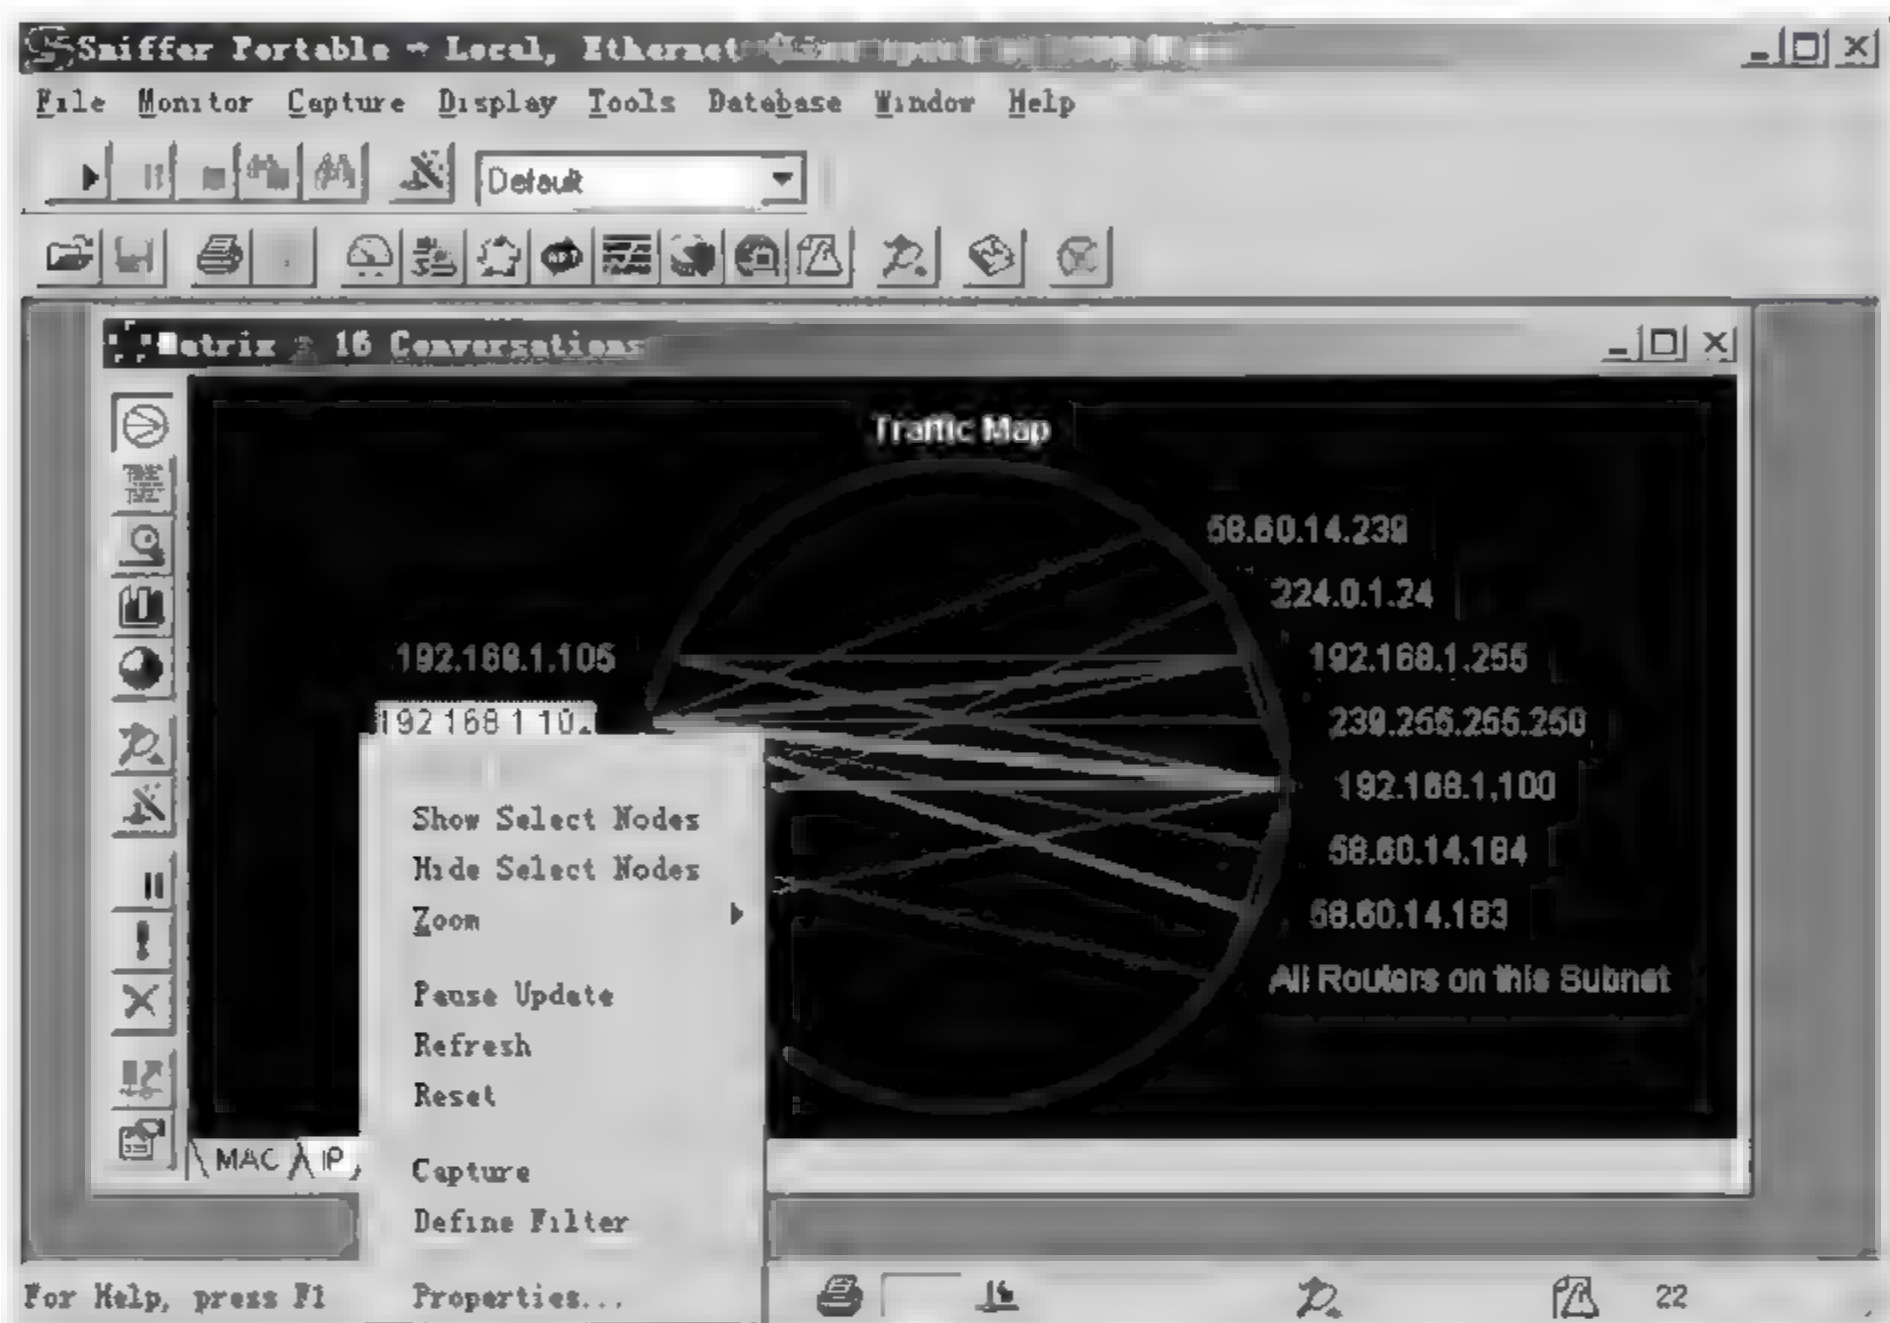 Sniffer Portable - Local, Ethernet
File Monitor Capture Display Tools Database Window Help
Default
Matrix : 16 Conversations
Traffic Map
58.60.14.239
224.0.1.24
192.168.1.105
192.168.1.255
192.168.1.10
239.255.255.250
192.168.1.100
Show Select Nodes
Hide Select Nodes
58.60.14.184
Zoom
58.60.14.183
All Routers on this Subnet
Pause Update
Refresh
Reset
MAC IP
Capture
Define Filter
For Help, press F1
Properties...
22